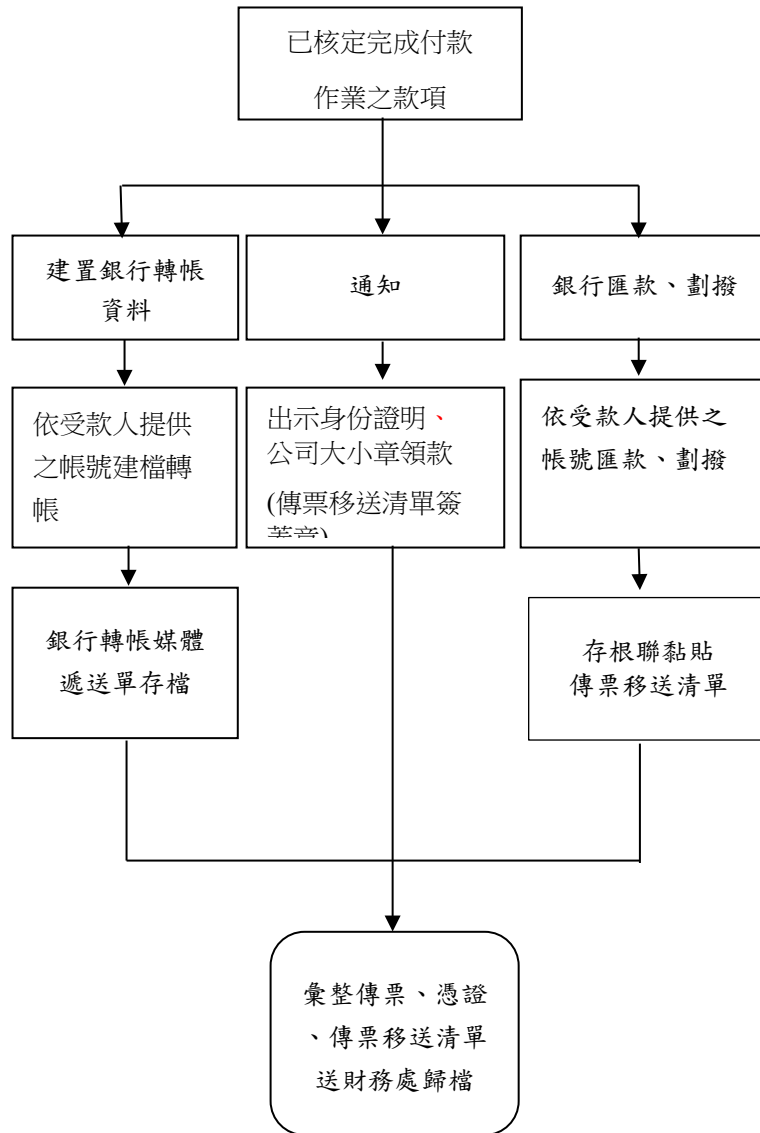 已核定完成付款
作業之款項
建置銀行轉帳
資料
通知
銀行匯款、劃撥
依受款人提供
之帳號建檔轉
帳
出示身份證明、
公司大小章領款
(傳票移送清單簽
蓋章)
依受款人提供之
帳號匯款、劃撥
銀行轉帳媒體
遞送單存檔
存根聯黏貼
傳票移送清單
彙整傳票、憑證
、傳票移送清單
送財務處歸檔